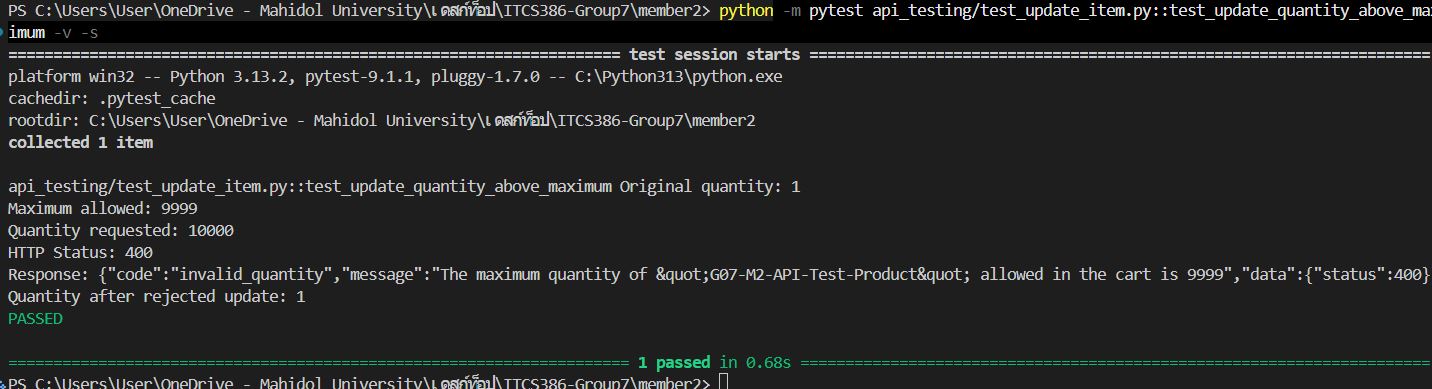 PS C:\Users\User\OneDrive - Mahidol University\เดสก์ท็อป\ITCS386-Group7\member2> python -m pytest api_testing/test_update_item.py::test_update_quantity_above_max
imum -v -s
============================ test session starts ============================
platform win32 -- Python 3.13.2, pytest-9.1.1, pluggy-1.7.0 -- C:\Python313\python.exe
cachedir: .pytest_cache
rootdir: C:\Users\User\OneDrive - Mahidol University\เดสก์ท็อป\ITCS386-Group7\member2
collected 1 item
api_testing/test_update_item.py::test_update_quantity_above_maximum Original quantity: 1
Maximum allowed: 9999
Quantity requested: 10000
HTTP Status: 400
Response: {"code":"invalid_quantity","message":"The maximum quantity of &quot;G07-M2-API-Test-Product&quot; allowed in the cart is 9999","data":{"status":400}
Quantity after rejected update: 1
PASSED
============================ 1 passed in 0.68s ============================
PS C:\Users\User\OneDrive - Mahidol University\เดสก์ท็อป\ITCS386-Group7\member2>